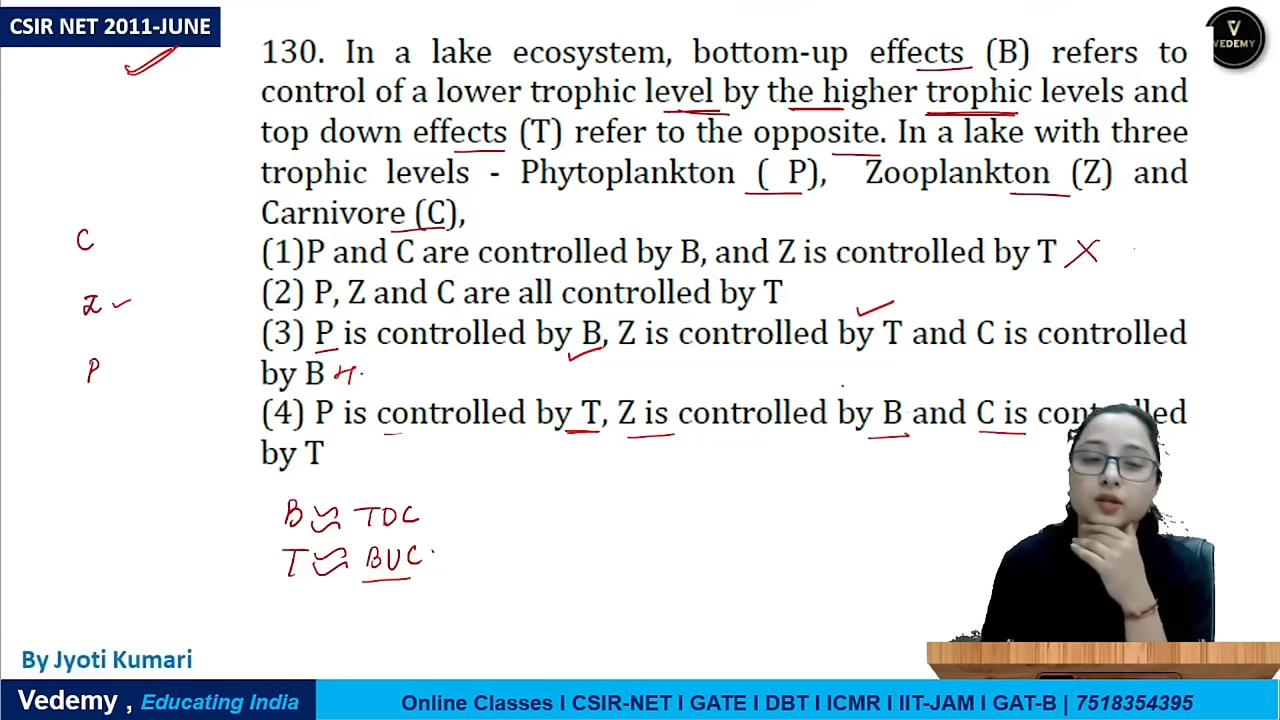 CSIR NET 2011-JUNE
V
VEDEMY
130. In a lake ecosystem, bottom-up effects (B) refers to
control of a lower trophic level by the higher trophic levels and
top down effects (T) refer to the opposite. In a lake with three
trophic levels - Phytoplankton ( P), Zooplankton (Z) and
Carnivore (C),
(1)P and C are controlled by B, and Z is controlled by T
(2) P, Z and C are all controlled by T
(3) P is controlled by B, Z is controlled by T and C is controlled
by B
(4) P is controlled by T, Z is controlled by B and C is controlled
by T
C
Z
P
B ≈ TDC
T ≈ BUC
By Jyoti Kumari
Vedemy , Educating India
Online Classes I CSIR-NET I GATE I DBT I ICMR I IIT-JAM I GAT-B | 7518354395